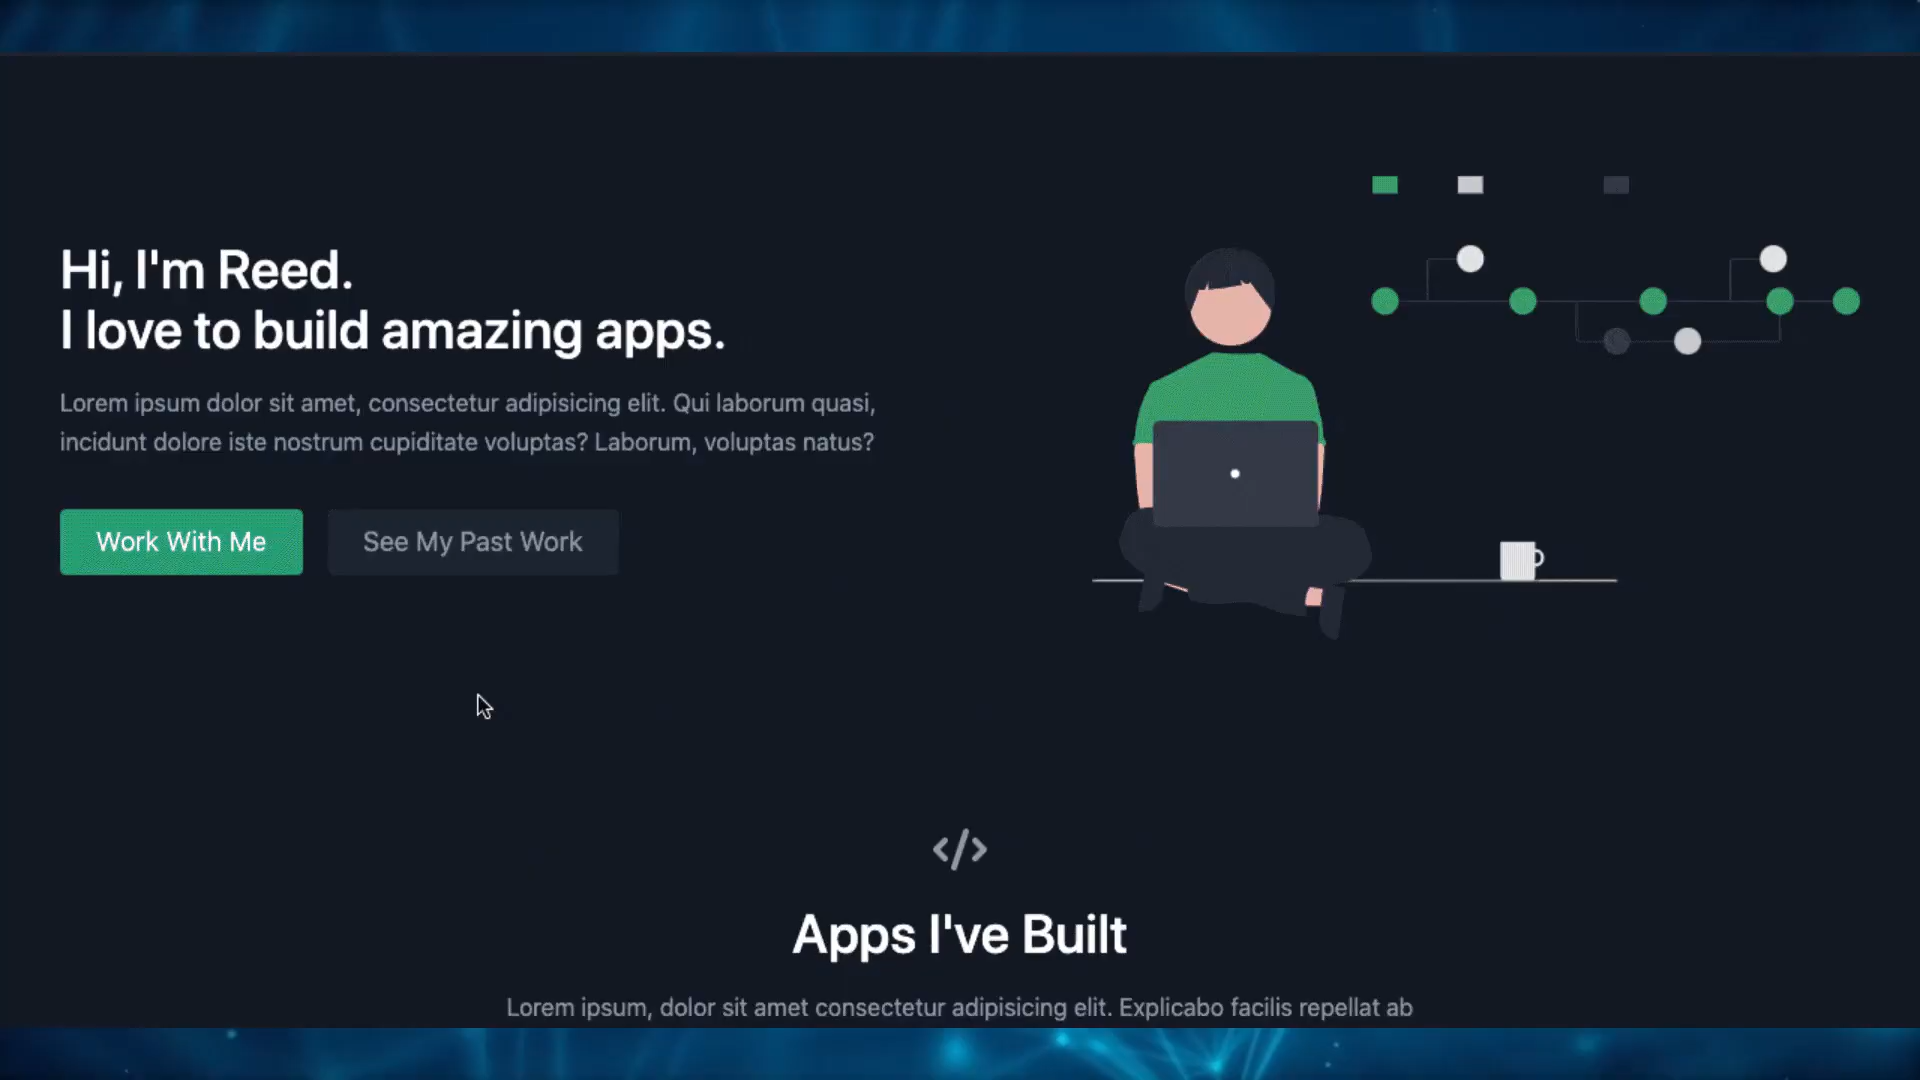 Hi, I'm Reed.
I love to build amazing apps.
Lorem ipsum dolor sit amet, consectetur adipisicing elit. Qui laborum quasi,
incidunt dolore iste nostrum cupiditate voluptas? Laborum, voluptas natus?
Work With Me
See My Past Work
</>
Apps I've Built
Lorem ipsum, dolor sit amet consectetur adipisicing elit. Explicabo facilis repellat ab